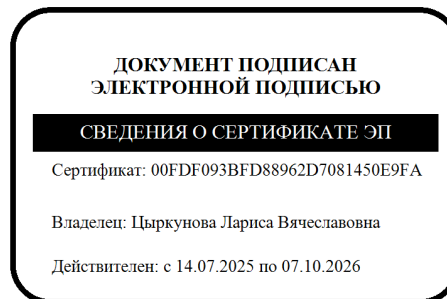 ДОКУМЕНТ ПОДПИСАН
ЭЛЕКТРОННОЙ ПОДПИСЬЮ
СВЕДЕНИЯ О СЕРТИФИКАТЕ ЭП
Сертификат: 00FDF093BFD88962D7081450E9FA
Владелец: Цыркунова Лариса Вячеславовна
Действителен: с 14.07.2025 по 07.10.2026